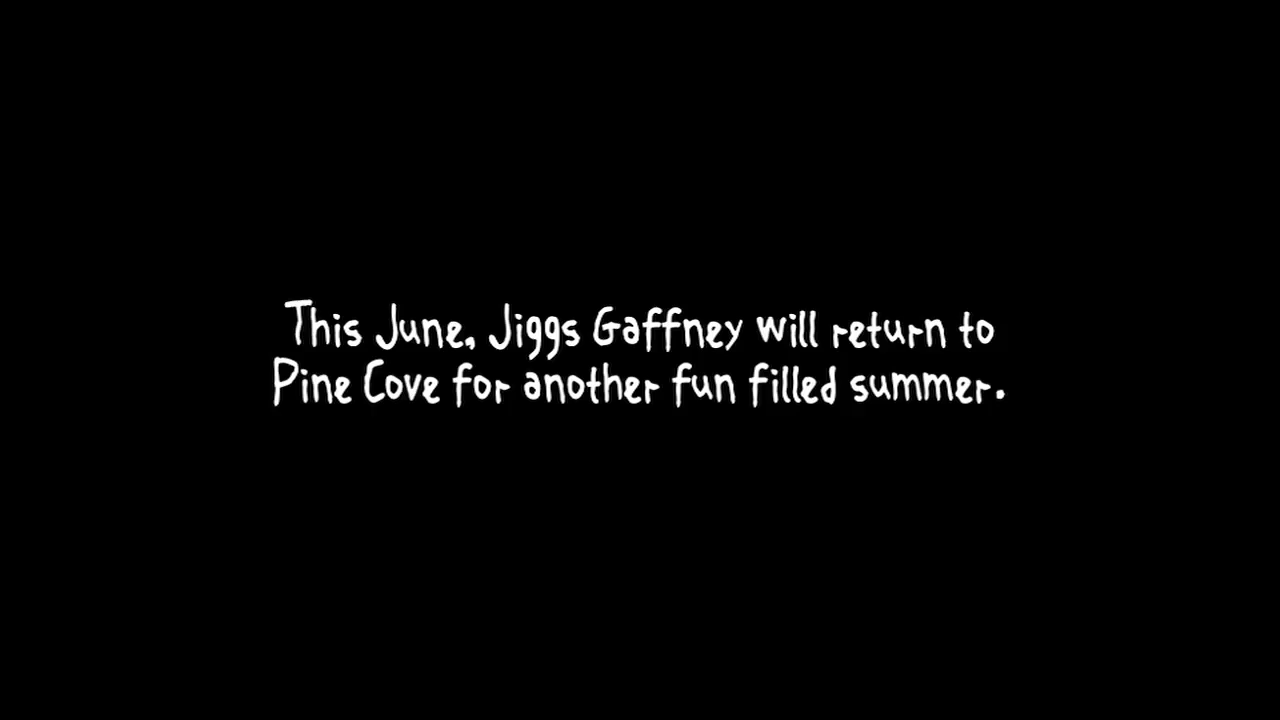 This June, Jiggs Gaffney will return to
Pine Cove for another fun filled summer.